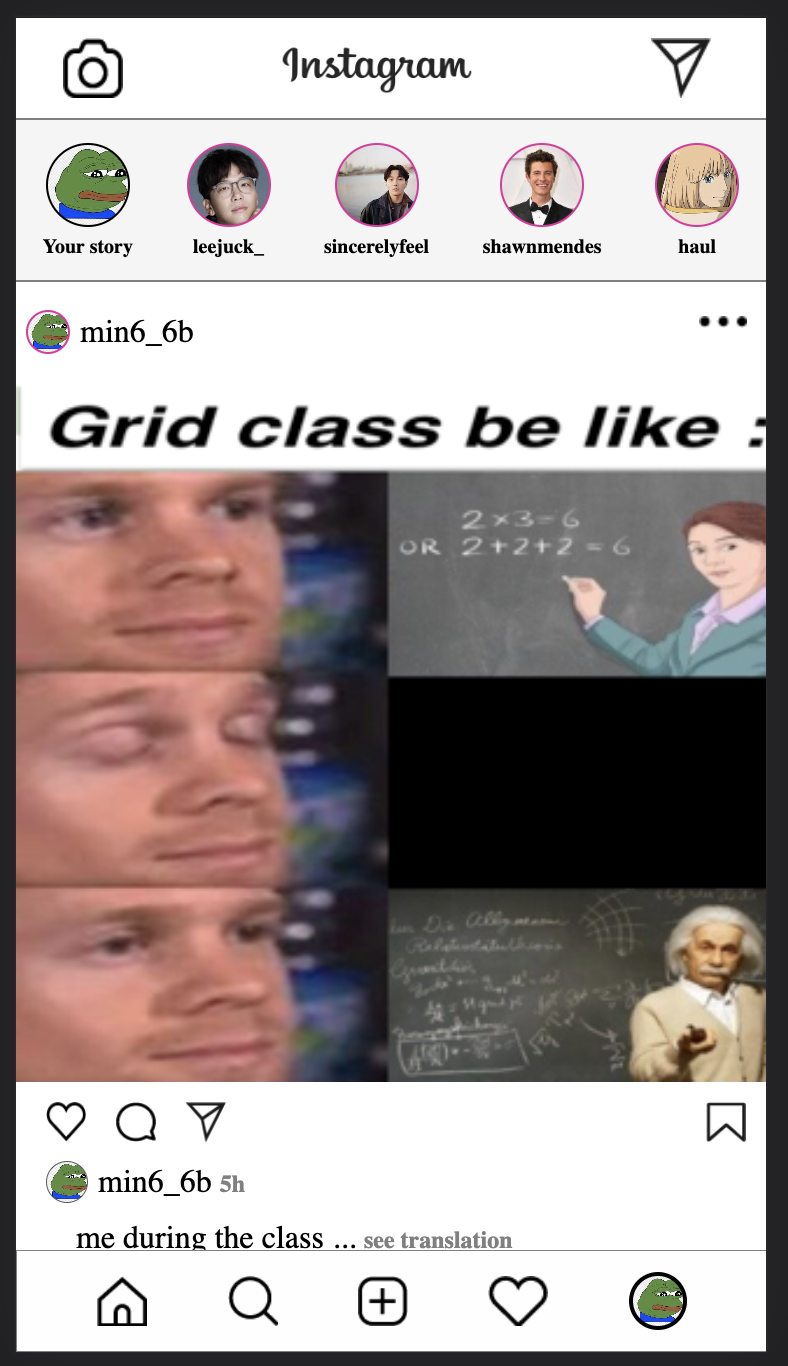 Instagram
Your story
leejuck_
sincerelyfeel
shawnmendes
haul
min6_6b
Grid class be like :
2×3=6
OR 2+2+2=6
min6_6b 5h
me during the class ... see translation